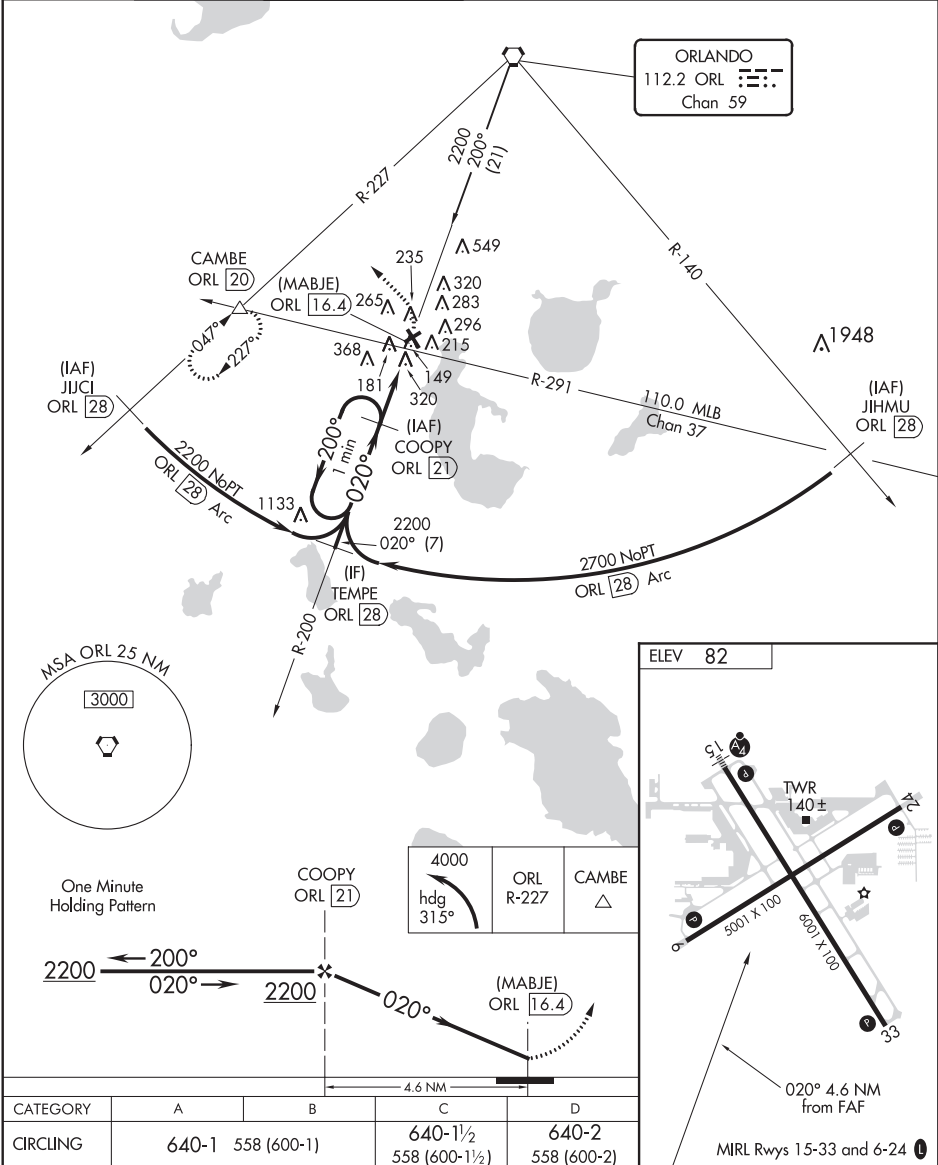 ORLANDO
112.2 ORL
Chan 59
2200
200°
(21)
R-227
R-140
549
235
CAMBE
ORL 20
(MABJE)
ORL 16.4
265
320
283
296
215
1948
047°
227°
368
181
149
320
R-291
110.0 MLB
Chan 37
(IAF)
JIJCI
ORL 28
(IAF)
JIHMU
ORL 28
(IAF)
COOPY
ORL 21
200°
1 min
020°
2200 NoPT
ORL 28 Arc
1133
2200
020° (7)
2700 NoPT
ORL 28 Arc
(IF)
TEMPE
ORL 28
R-200
MSA ORL 25 NM
3000
ELEV 82
15
A4
P
TWR
140±
24
P
P
6
5001 X 100
6001 X 100
P
33
020° 4.6 NM
from FAF
MIRL Rwys 15-33 and 6-24 L
4000
hdg
315°
ORL
R-227
CAMBE
One Minute
Holding Pattern
COOPY
ORL 21
200°
2200
020°
2200
020°
(MABJE)
ORL 16.4
4.6 NM
CATEGORY A B C D
CIRCLING 640-1 558 (600-1) 640-1½ 558 (600-1½) 640-2 558 (600-2)